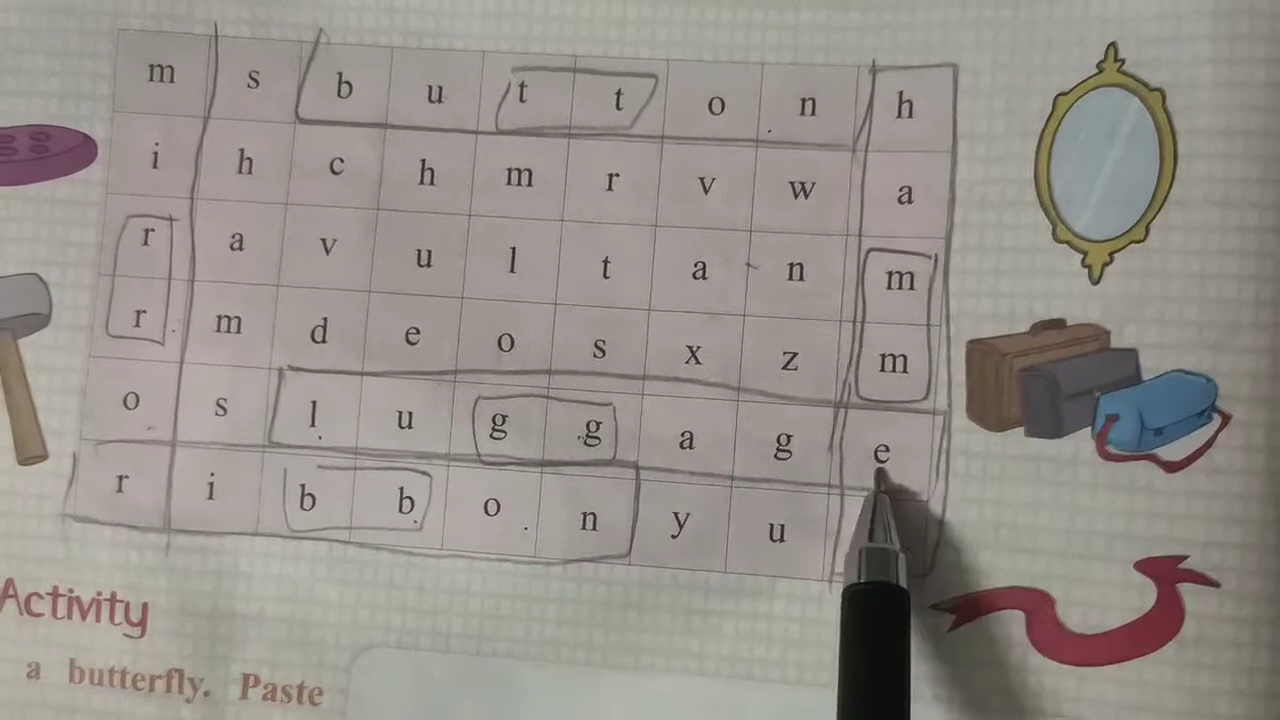 m s b u t t o n h
i h c h m r v w a
r a v u l t a n m
r m d e o s x z m
o s l u g g a g e
r i b b o n y u
Activity
a butterfly. Paste